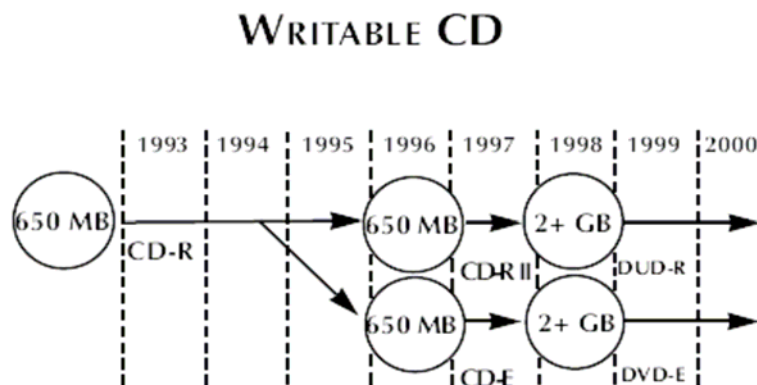 WRITABLE CD
1993 1994 1995 1996 1997 1998 1999 2000
650 MB 650 MB 2+ GB
CD-R CD-R II DUD-R
650 MB 2+ GB
CD-E DVD-E